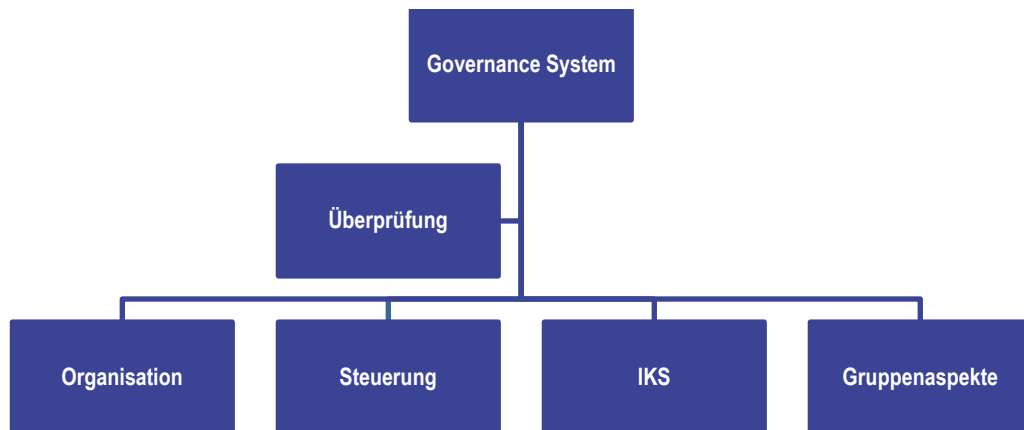 Governance System
Überprüfung
Organisation
Steuerung
IKS
Gruppenaspekte